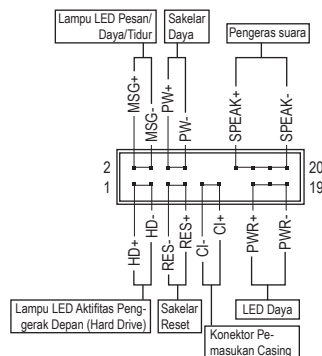 Lampu LED Pesan/
Daya/Tidur
Sakelar
Daya
Pengeras suara
MSG+
MSG-
PW+
PW-
SPEAK+
SPEAK-
2
20
1
19
HD+
HD-
RES-
RES+
CI-
CI+
PWR+
PWR-
Lampu LED Aktifitas Peng-
gerak Depan (Hard Drive)
Sakelar
Reset
LED Daya
Konektor Pe-
masukan Casing